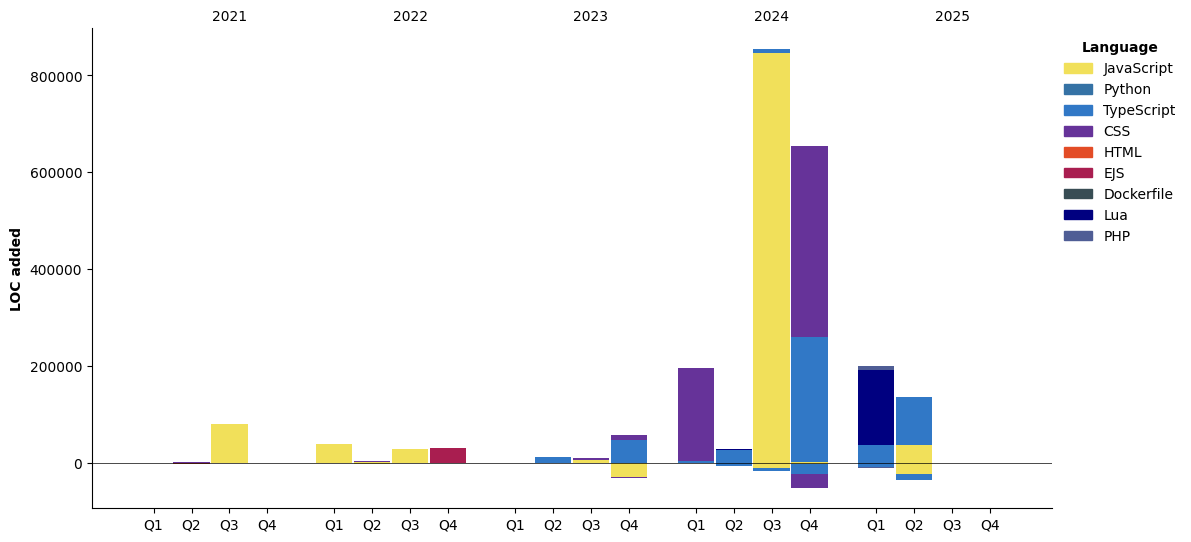 2021 2022 2023 2024 2025
Language
JavaScript
Python
TypeScript
CSS
HTML
EJS
Dockerfile
Lua
PHP
LOC added
800000
600000
400000
200000
0
Q1 Q2 Q3 Q4 Q1 Q2 Q3 Q4 Q1 Q2 Q3 Q4 Q1 Q2 Q3 Q4 Q1 Q2 Q3 Q4